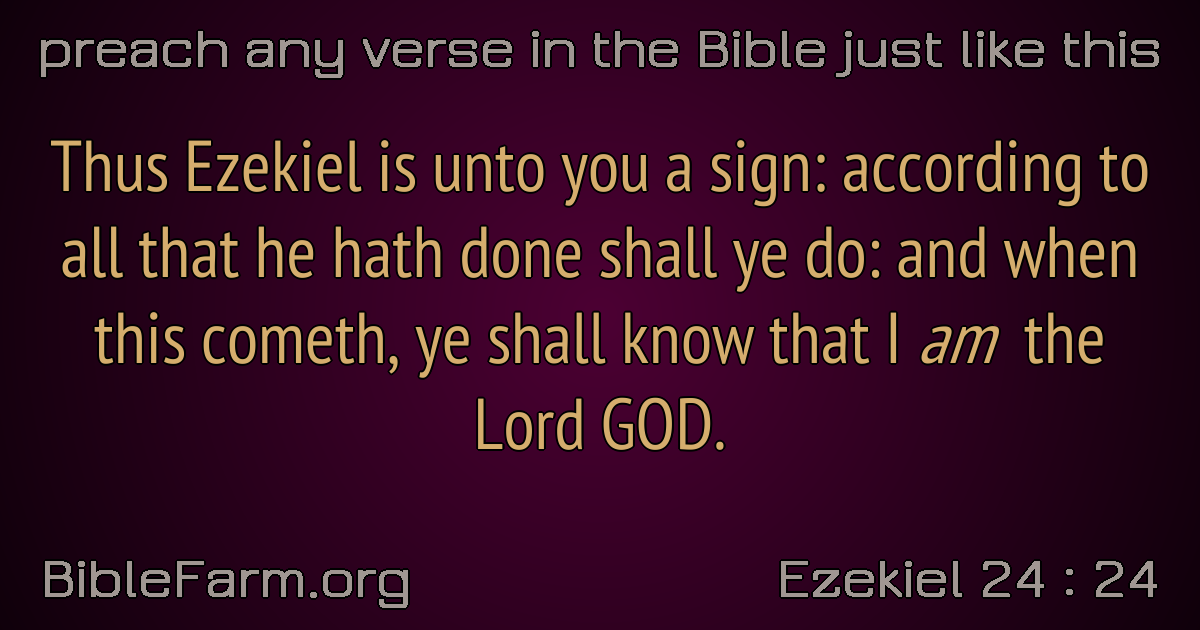 preach any verse in the Bible just like this
Thus Ezekiel is unto you a sign: according to
all that he hath done shall ye do: and when
this cometh, ye shall know that I am the
Lord GOD.
BibleFarm.org
Ezekiel 24 : 24